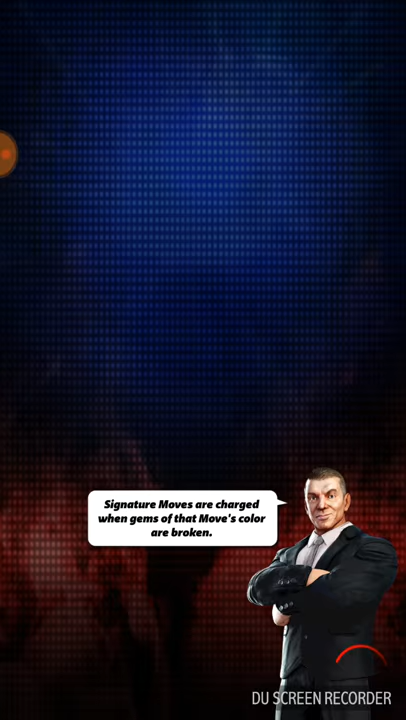 Signature Moves are charged
when gems of that Move's color
are broken.
DU SCREEN RECORDER